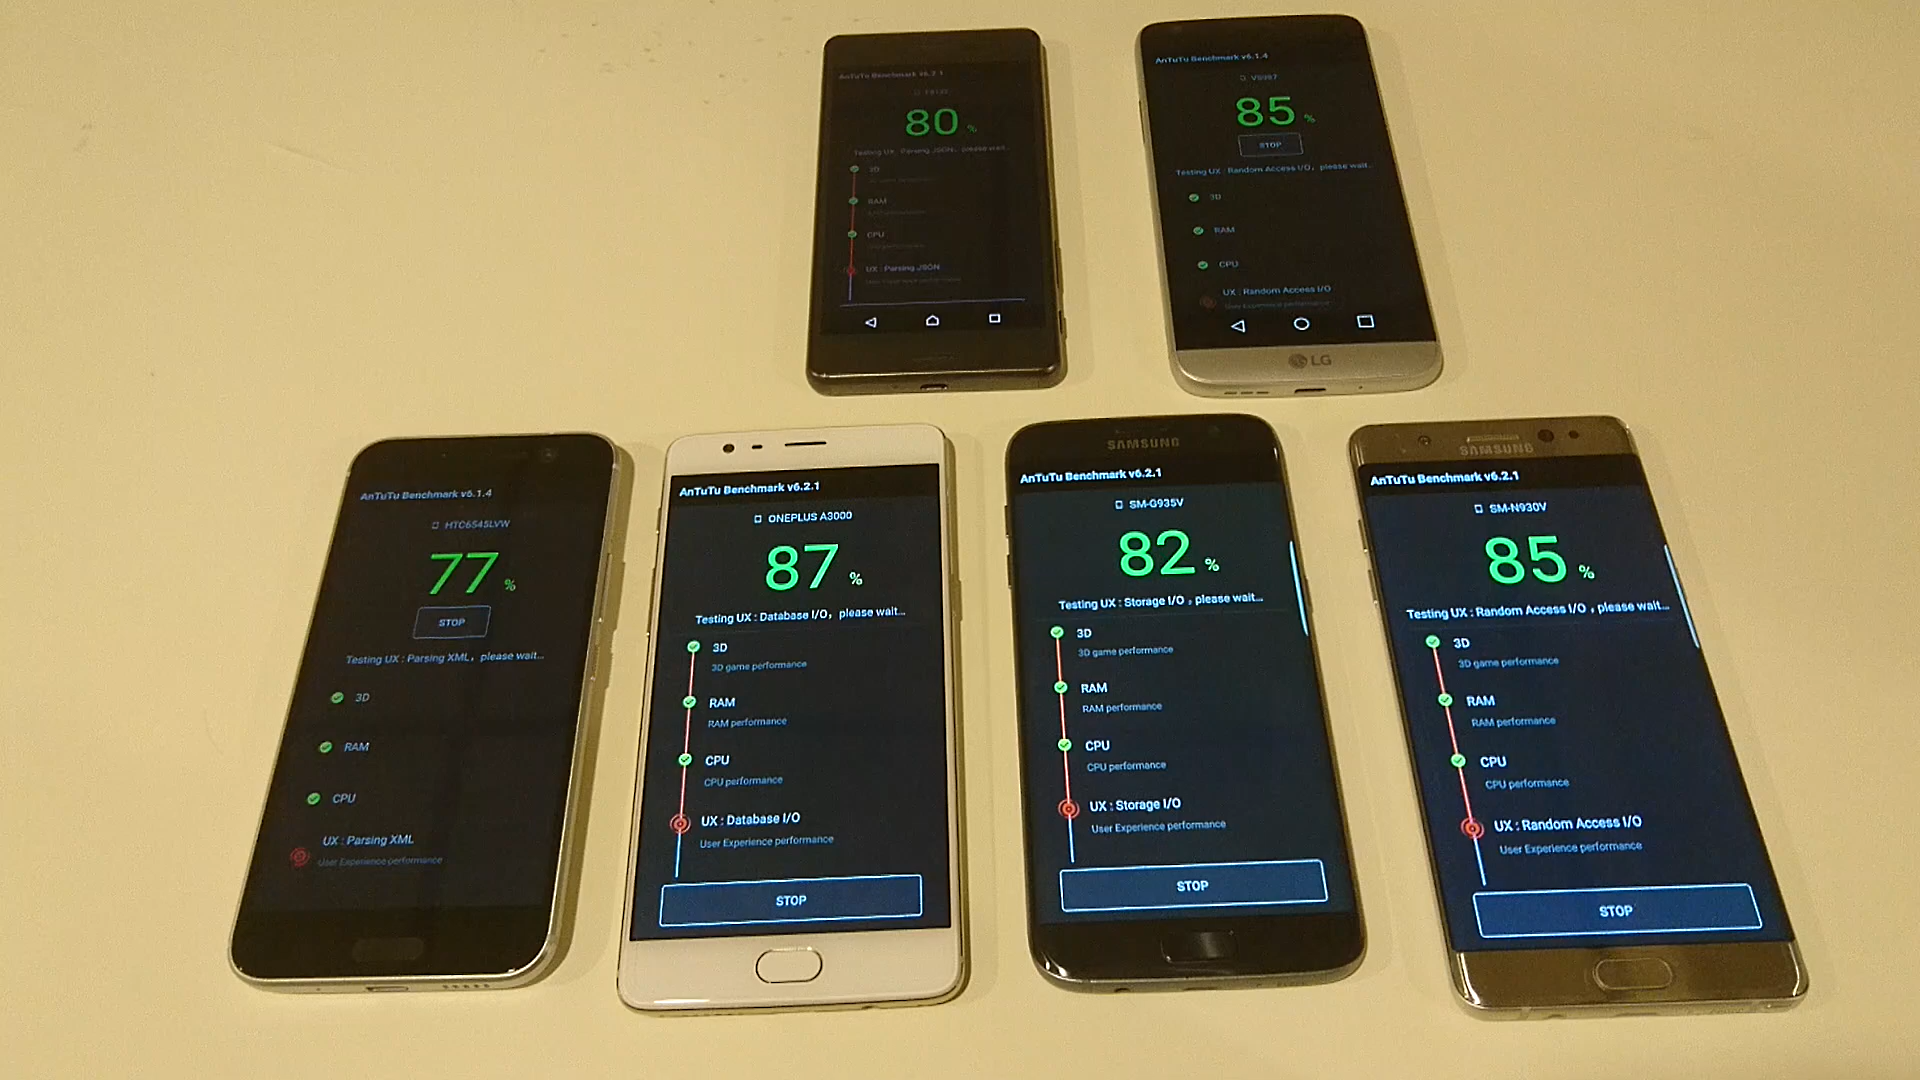 AnTuTu Benchmark v6.2.1
80 %
Testing UX : Parsing JSON, please wait...
3D
RAM
CPU
UX : Parsing JSON
AnTuTu Benchmark v6.1.4
VS987
85 %
STOP
Testing UX : Random Access I/O, please wait...
3D
RAM
CPU
UX : Random Access I/O
User Experience performance
LG
AnTuTu Benchmark v6.1.4
HTC6545LVW
77 %
STOP
Testing UX : Parsing XML, please wait...
3D
RAM
CPU
UX : Parsing XML
User Experience performance
AnTuTu Benchmark v6.2.1
ONEPLUS A3000
87 %
Testing UX : Database I/O, please wait...
3D
3D game performance
RAM
RAM performance
CPU
CPU performance
UX : Database I/O
User Experience performance
STOP
SAMSUNG
AnTuTu Benchmark v6.2.1
SM-G935V
82 %
Testing UX : Storage I/O , please wait...
3D
3D game performance
RAM
RAM performance
CPU
CPU performance
UX : Storage I/O
User Experience performance
STOP
SAMSUNG
AnTuTu Benchmark v6.2.1
SM-N930V
85 %
Testing UX : Random Access I/O , please wait...
3D
3D game performance
RAM
RAM performance
CPU
CPU performance
UX : Random Access I/O
User Experience performance
STOP